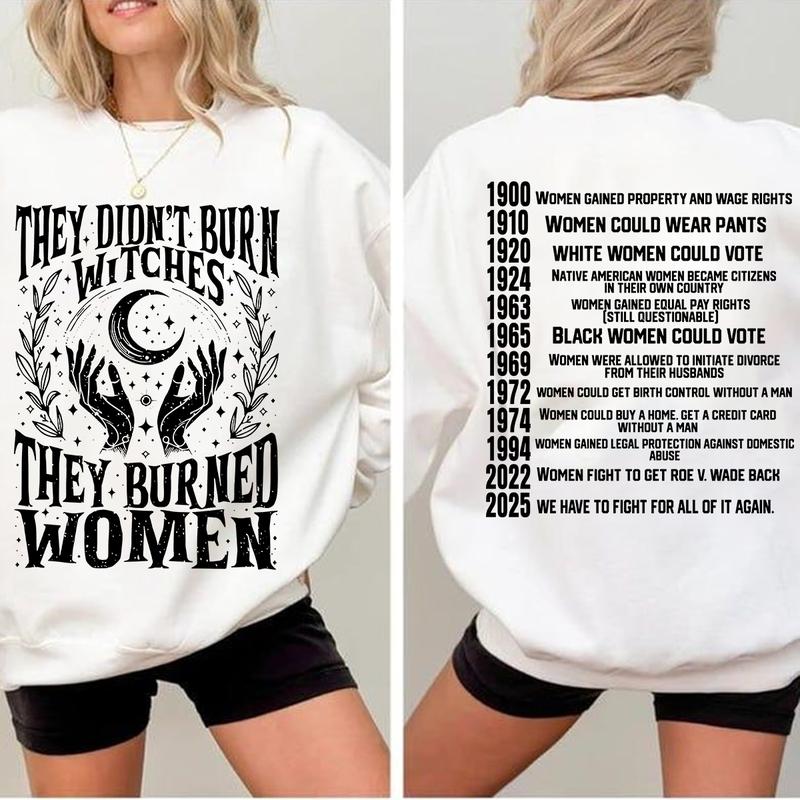 THEY DIDN'T BURN
WITCHES
THEY BURNED
WOMEN
1900 WOMEN GAINED PROPERTY AND WAGE RIGHTS
1910 WOMEN COULD WEAR PANTS
1920 WHITE WOMEN COULD VOTE
1924 NATIVE AMERICAN WOMEN BECAME CITIZENS
IN THEIR OWN COUNTRY
1963 WOMEN GAINED EQUAL PAY RIGHTS
(STILL QUESTIONABLE)
1965 BLACK WOMEN COULD VOTE
1969 WOMEN WERE ALLOWED TO INITIATE DIVORCE
FROM THEIR HUSBANDS
1972 WOMEN COULD GET BIRTH CONTROL WITHOUT A MAN
1974 WOMEN COULD BUY A HOME. GET A CREDIT CARD
WITHOUT A MAN
1994 WOMEN GAINED LEGAL PROTECTION AGAINST DOMESTIC
ABUSE
2022 WOMEN FIGHT TO GET ROE V. WADE BACK
2025 WE HAVE TO FIGHT FOR ALL OF IT AGAIN.